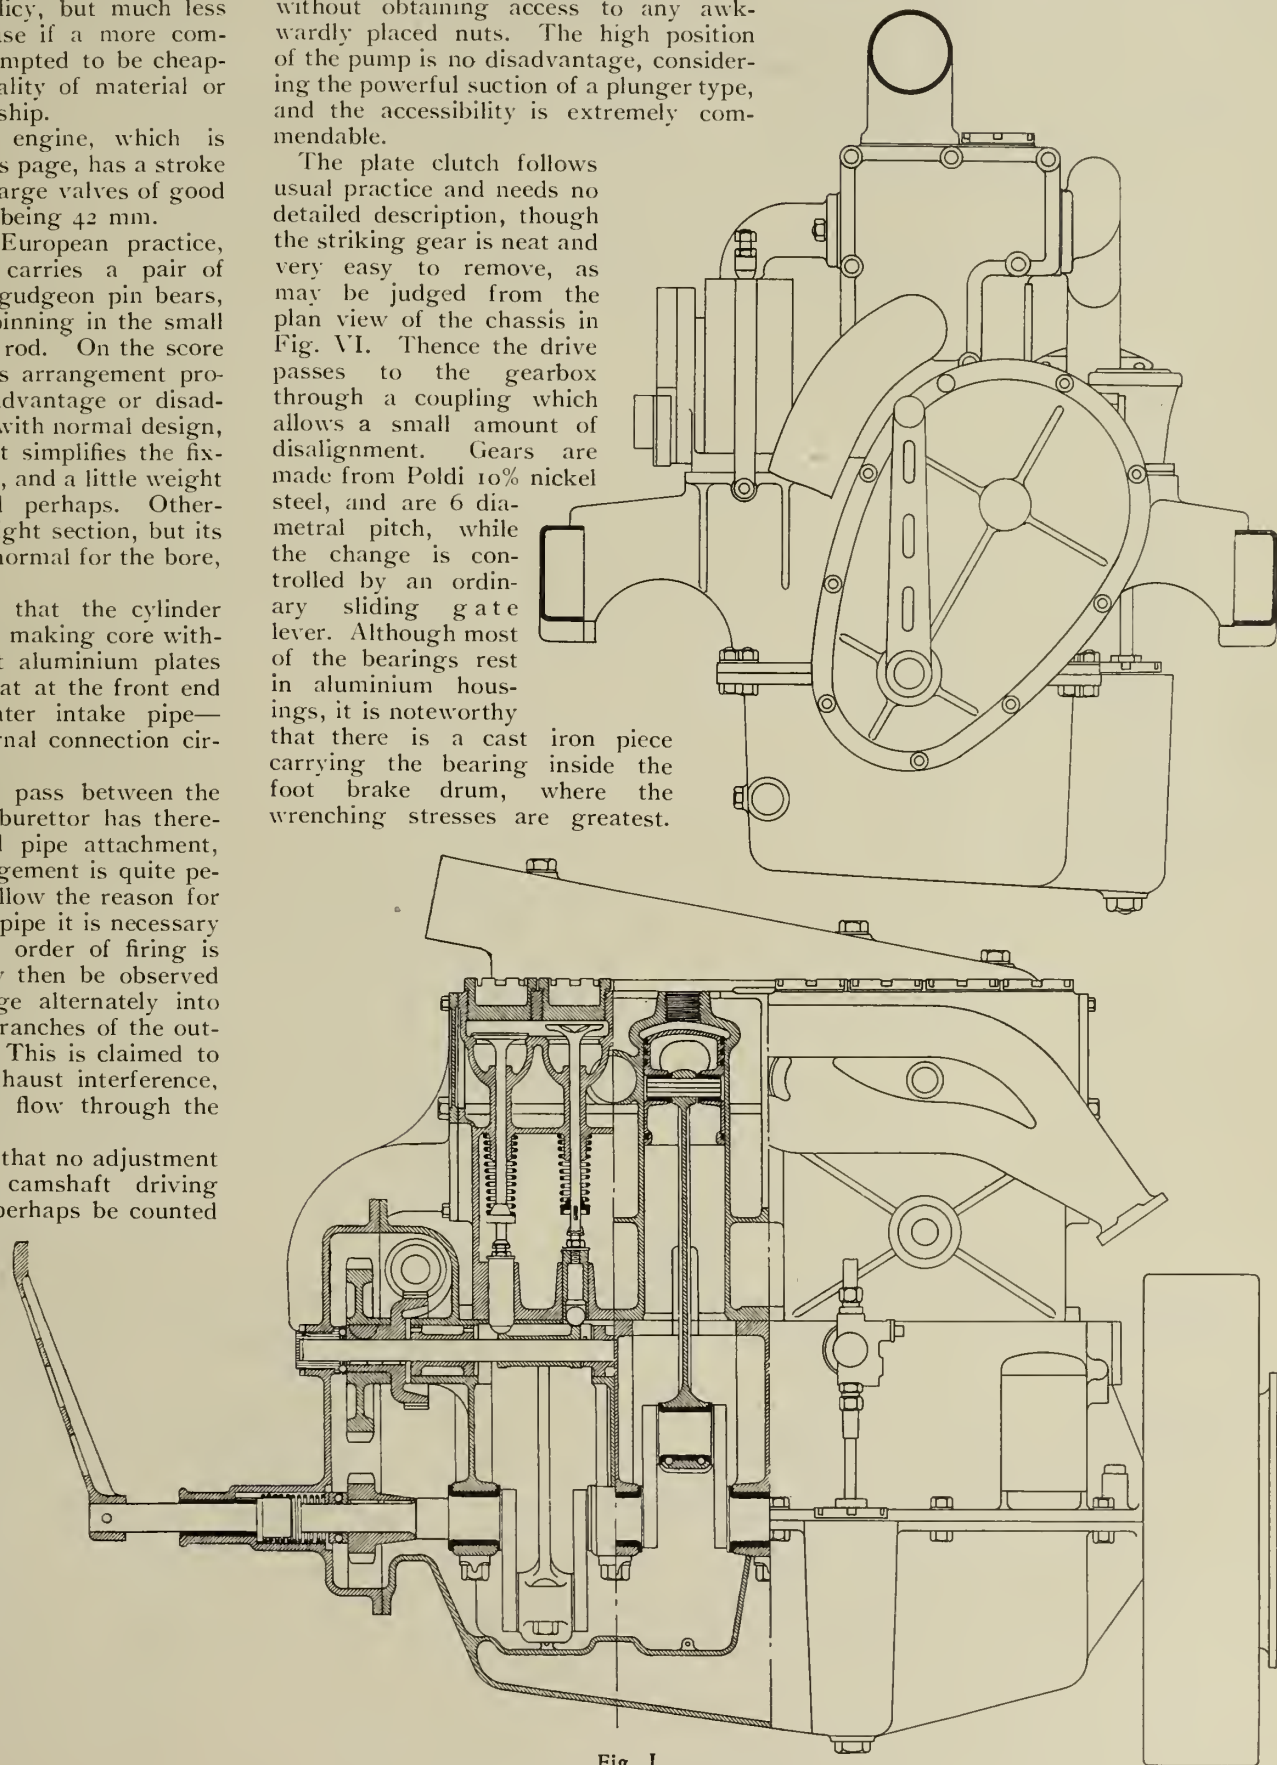 licy, but much less
se if a more com-
mpted to be cheap-
ality of material or
ship.
engine, which is
s page, has a stroke
arge valves of good
being 42 mm.
European practice,
carries a pair of
gudgeon pin bears,
pinning in the small
rod. On the score
s arrangement pro-
dvantage or disad-
with normal design,
t simplifies the fix-
, and a little weight
l perhaps. Other-
ght section, but its
normal for the bore,
that the cylinder
making core with-
t aluminium plates
at at the front end
ater intake pipe—
rnal connection cir-
pass between the
burettor has there-
l pipe attachment,
gement is quite pe-
llow the reason for
pipe it is necessary
order of firing is
y then be observed
ge alternately into
ranches of the out-
This is claimed to
haust interference,
flow through the
that no adjustment
camshaft driving
perhaps be counted
without obtaining access to any awk-
wardly placed nuts. The high position
of the pump is no disadvantage, consider-
ing the powerful suction of a plunger type,
and the accessibility is extremely com-
mendable.
The plate clutch follows
usual practice and needs no
detailed description, though
the striking gear is neat and
very easy to remove, as
may be judged from the
plan view of the chassis in
Fig. VI. Thence the drive
passes to the gearbox
through a coupling which
allows a small amount of
disalignment. Gears are
made from Poldi 10% nickel
steel, and are 6 dia-
metral pitch, while
the change is con-
trolled by an ordin-
ary sliding gate
lever. Although most
of the bearings rest
in aluminium hous-
ings, it is noteworthy
that there is a cast iron piece
carrying the bearing inside the
foot brake drum, where the
wrenching stresses are greatest.
Fig. I